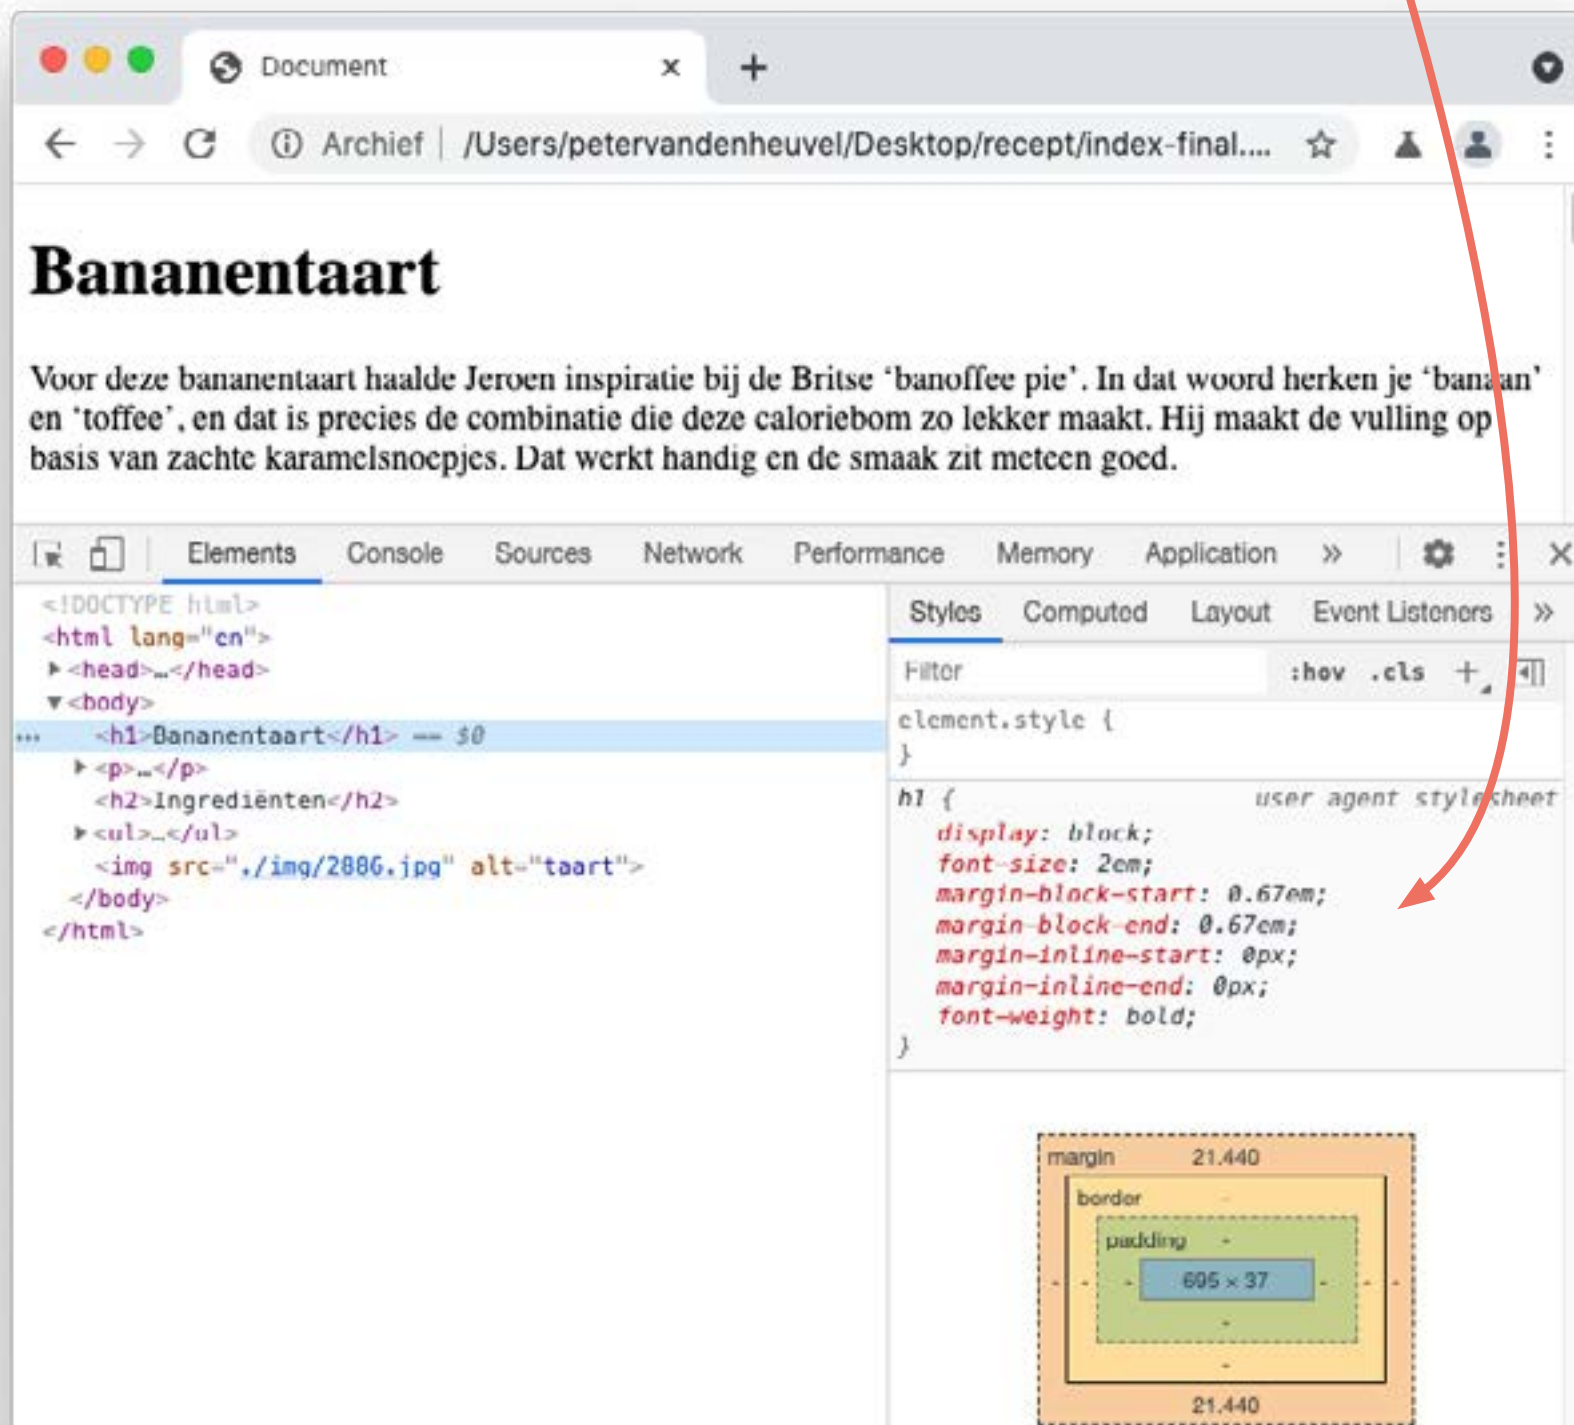 Document
Archief | /Users/petervandenheuvel/Desktop/recept/index-final....
Bananentaart
Voor deze bananentaart haalde Jeroen inspiratie bij de Britse ‘banoffee pie’. In dat woord herken je ‘banaan’
en ‘toffee’, en dat is precies de combinatie die deze caloriebom zo lekker maakt. Hij maakt de vulling op
basis van zachte karamelsnoepjes. Dat werkt handig en de smaak zit meteen goed.
Elements Console Sources Network Performance Memory Application »
<!DOCTYPE html>
<html lang="en">
<head>…</head>
<body>
… <h1>Bananentaart</h1> == $0
<p>…</p>
<h2>Ingrediënten</h2>
<ul>…</ul>
<img src="./img/2886.jpg" alt="taart">
</body>
</html>
Styles Computed Layout Event Listeners »
Filter :hov .cls +
element.style {
}
h1 { user agent stylesheet
display: block;
font-size: 2em;
margin-block-start: 0.67em;
margin-block-end: 0.67em;
margin-inline-start: 0px;
margin-inline-end: 0px;
font-weight: bold;
}
margin 21.440
border -
padding -
- - - 695 × 37 - - -
-
-
21.440